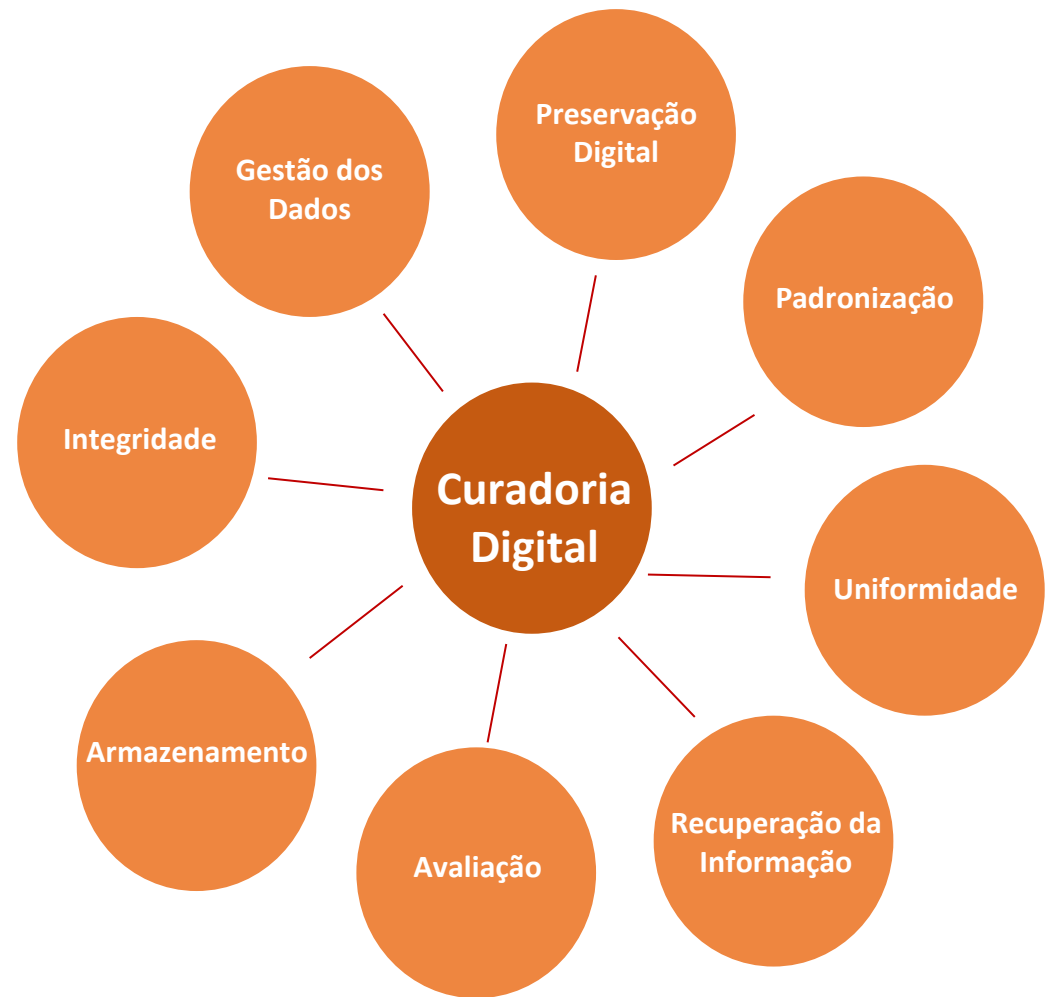 Preservação
Digital
Gestão dos
Dados
Padronização
Integridade
Curadoria
Digital
Uniformidade
Armazenamento
Recuperação da
Informação
Avaliação